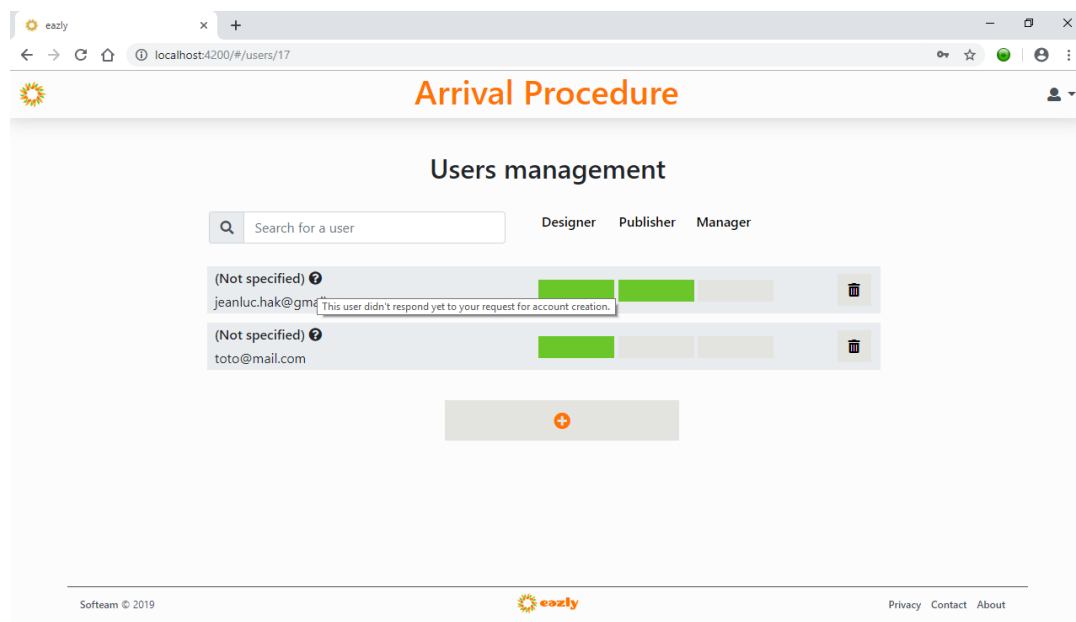 eazly
localhost:4200/#/users/17
Arrival Procedure
Users management
Search for a user
Designer Publisher Manager
(Not specified)
jeanluc.hak@gma
This user didn't respond yet to your request for account creation.
(Not specified)
toto@mail.com
Softeam © 2019
eazly
Privacy Contact About